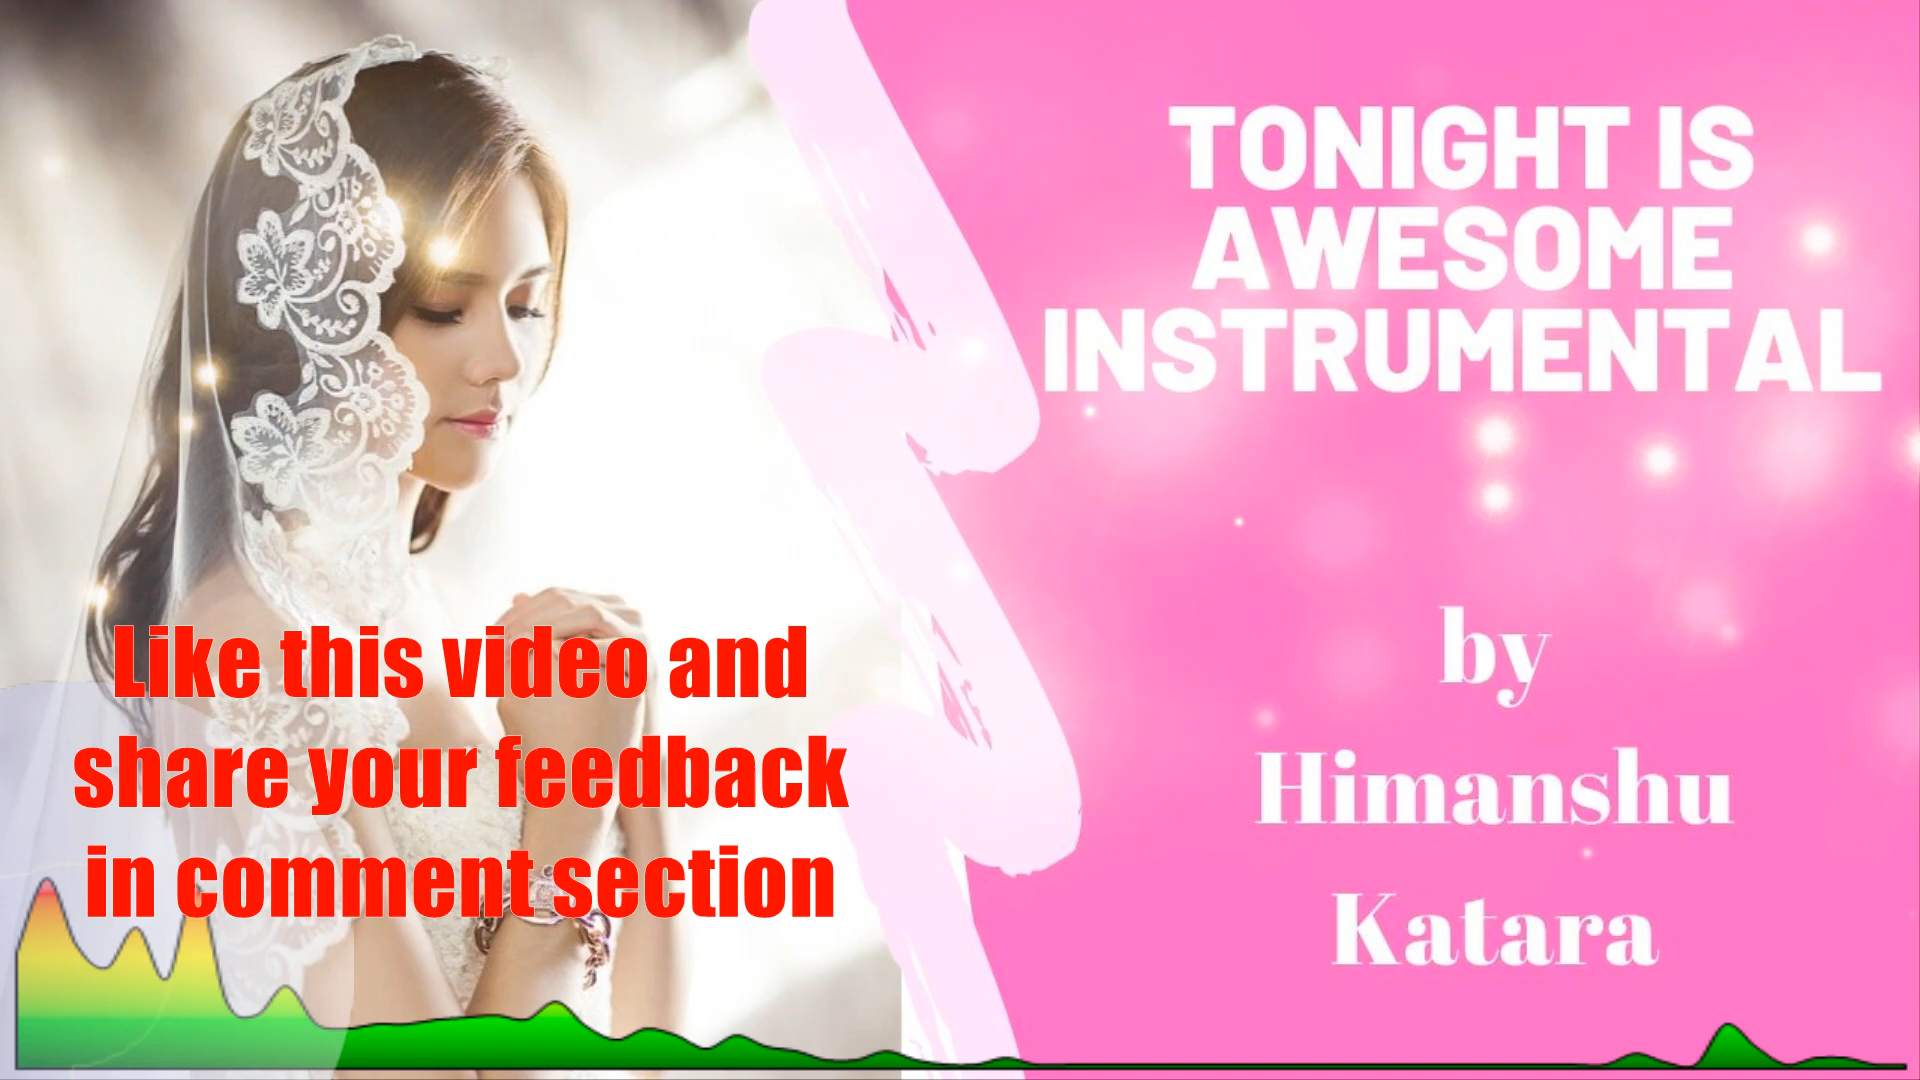 TONIGHT IS
AWESOME
INSTRUMENTAL
by
Himanshu
Katara
Like this video and
share your feedback
in comment section